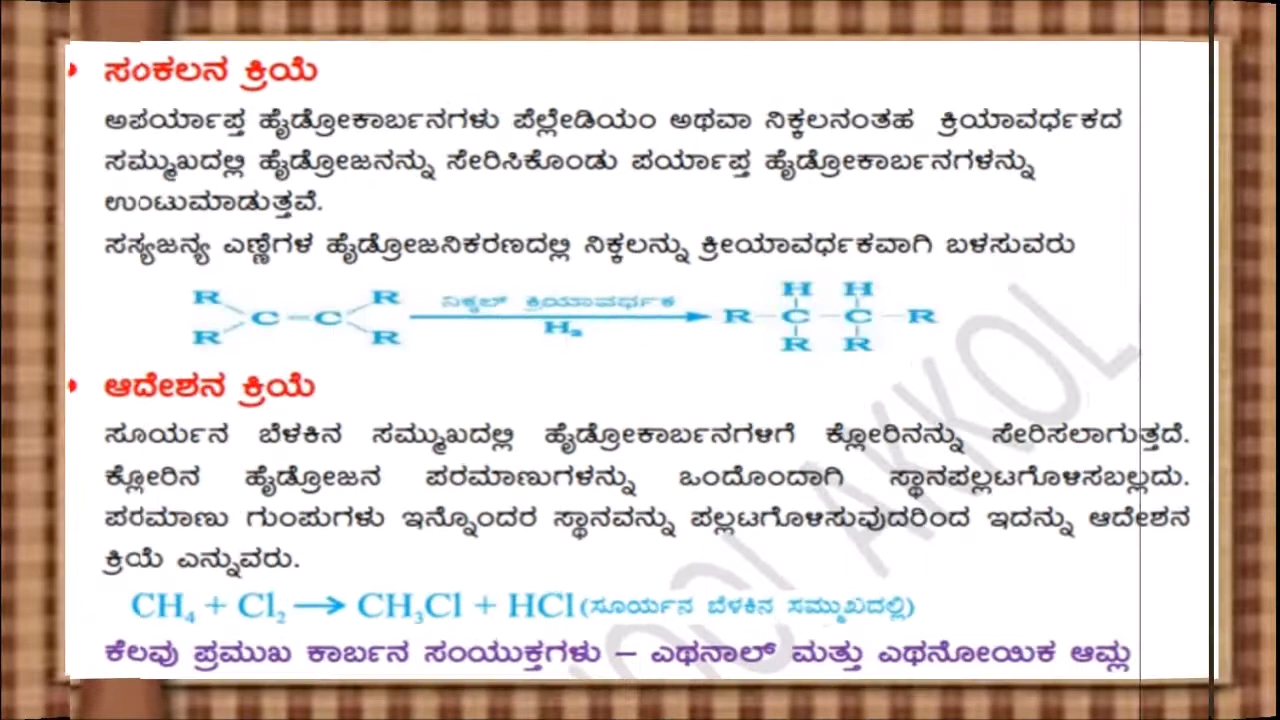 • ಸಂಕಲನ ಕ್ರಿಯೆ
ಅಪರ್ಯಾಪ್ತ ಹೈಡ್ರೋಕಾರ್ಬನಗಳು ಪೆಲ್ಲೇಡಿಯಂ ಅಥವಾ ನಿಕ್ಕಲನಂತಹ ಕ್ರಿಯಾವರ್ಧಕದ
ಸಮ್ಮುಖದಲ್ಲಿ ಹೈಡ್ರೋಜನನ್ನು ಸೇರಿಸಿಕೊಂಡು ಪರ್ಯಾಪ್ತ ಹೈಡ್ರೋಕಾರ್ಬನಗಳನ್ನು
ಉಂಟುಮಾಡುತ್ತವೆ.
ಸಸ್ಯಜನ್ಯ ಎಣ್ಣೆಗಳ ಹೈಡ್ರೋಜನಿಕರಣದಲ್ಲಿ ನಿಕ್ಕಲನ್ನು ಕ್ರೀಯಾವರ್ಧಕವಾಗಿ ಬಳಸುವರು
R R ನಿಕ್ಕಲ್ ಕ್ರಿಯಾವರ್ಧಕ H H
C = C H₂ R – C – C – R
R R R R
• ಆದೇಶನ ಕ್ರಿಯೆ
ಸೂರ್ಯನ ಬೆಳಕಿನ ಸಮ್ಮುಖದಲ್ಲಿ ಹೈಡ್ರೋಕಾರ್ಬನಗಳಿಗೆ ಕ್ಲೋರಿನನ್ನು ಸೇರಿಸಲಾಗುತ್ತದೆ.
ಕ್ಲೋರಿನ ಹೈಡ್ರೋಜನ ಪರಮಾಣುಗಳನ್ನು ಒಂದೊಂದಾಗಿ ಸ್ಥಾನಪಲ್ಲಟಗೊಳಿಸಬಲ್ಲದು.
ಪರಮಾಣು ಗುಂಪುಗಳು ಇನ್ನೊಂದರ ಸ್ಥಾನವನ್ನು ಪಲ್ಲಟಗೊಳಿಸುವುದರಿಂದ ಇದನ್ನು ಆದೇಶನ
ಕ್ರಿಯೆ ಎನ್ನುವರು.
CH₄ + Cl₂ ⟶ CH₃Cl + HCl (ಸೂರ್ಯನ ಬೆಳಕಿನ ಸಮ್ಮುಖದಲ್ಲಿ)
ಕೆಲವು ಪ್ರಮುಖ ಕಾರ್ಬನ ಸಂಯುಕ್ತಗಳು – ಎಥನಾಲ್ ಮತ್ತು ಎಥನೋಯಿಕ ಆಮ್ಲ
AKKOL